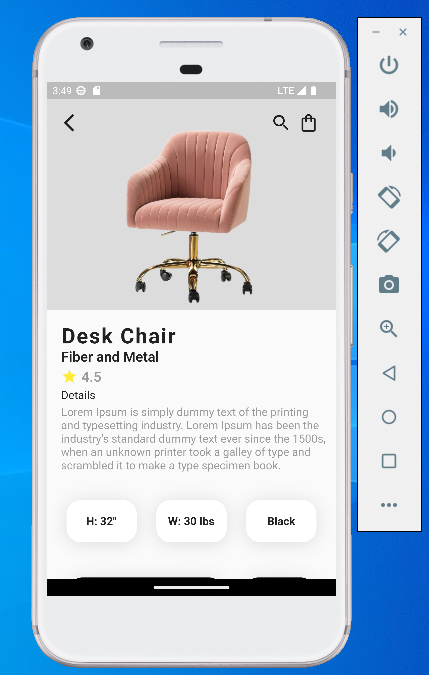 3:49
LTE
Desk Chair
Fiber and Metal
4.5
Details
Lorem Ipsum is simply dummy text of the printing
and typesetting industry. Lorem Ipsum has been the
industry's standard dummy text ever since the 1500s,
when an unknown printer took a galley of type and
scrambled it to make a type specimen book.
H: 32"
W: 30 lbs
Black